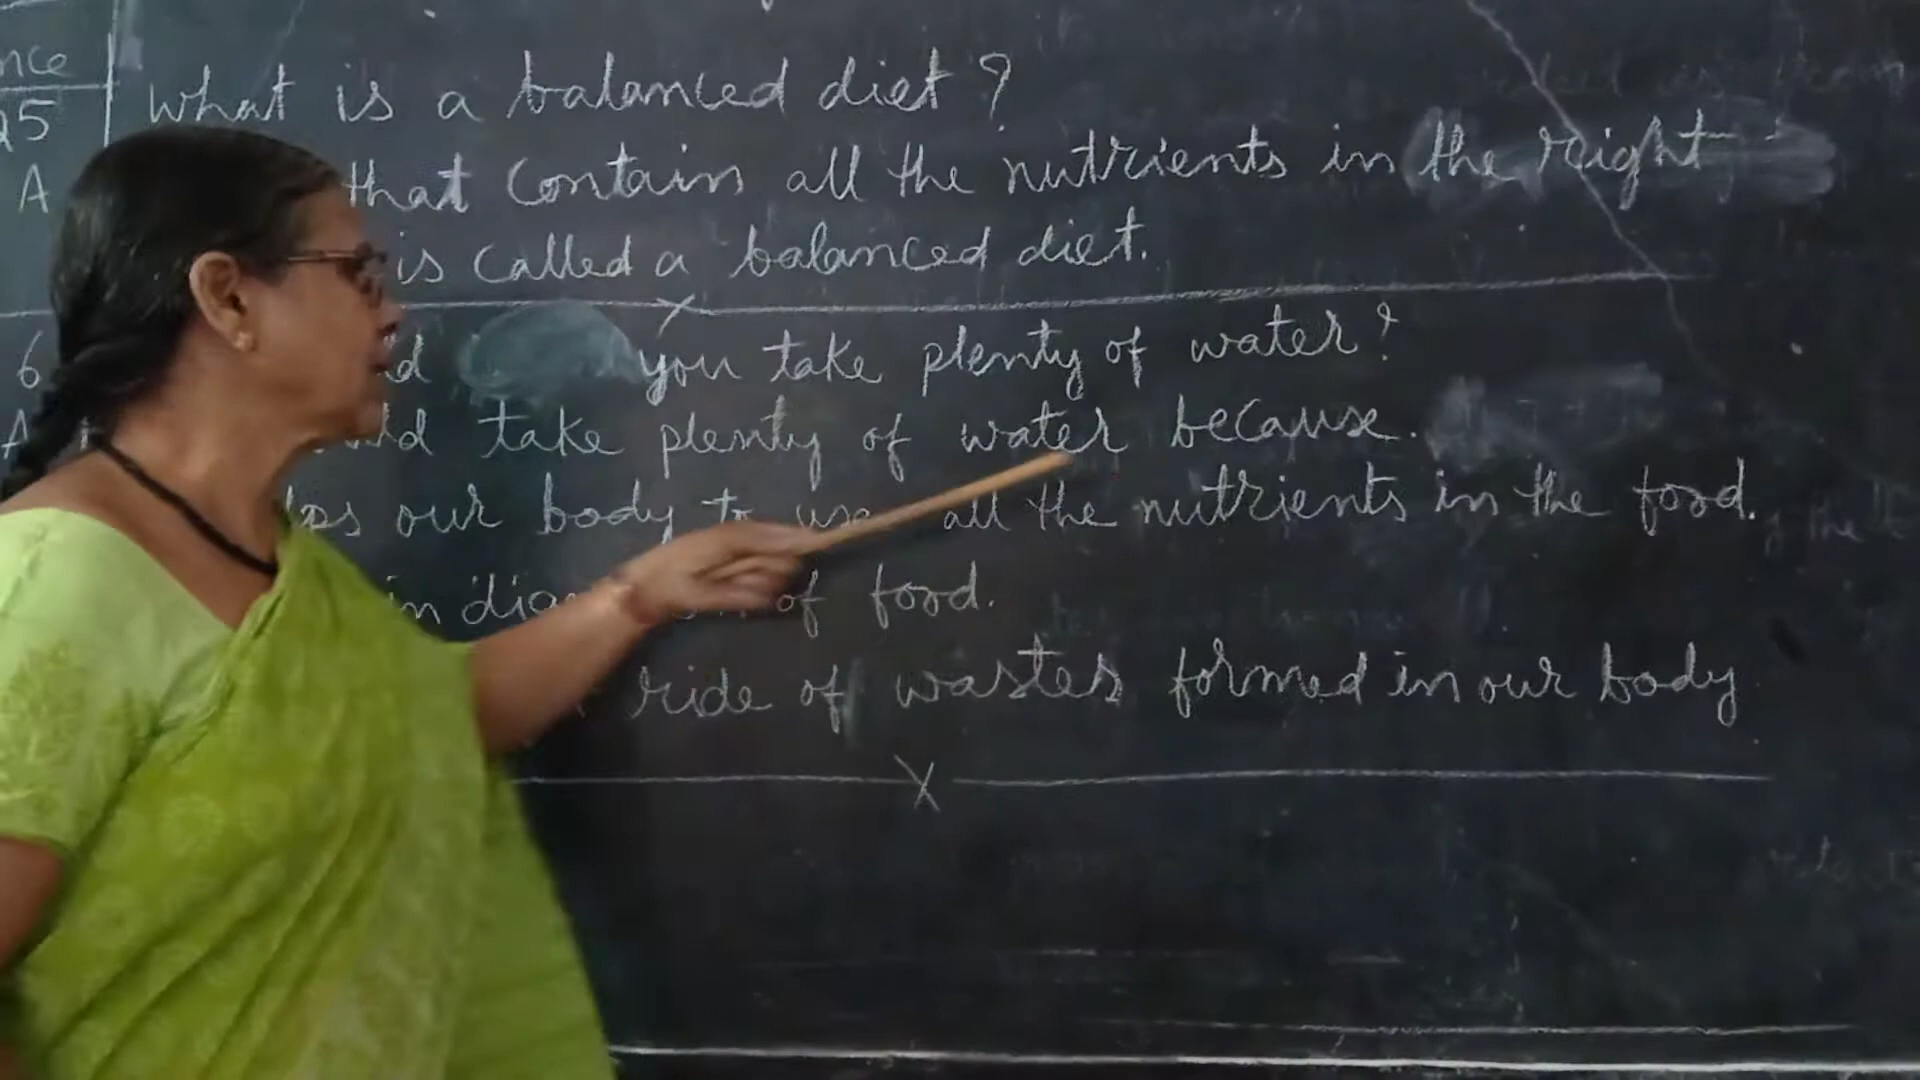 What is a balanced diet?
25
A that contain all the nutrients in the right
is called a balanced diet.
6 you take plenty of water?
A take plenty of water because.
our body to use all the nutrients in the food.
in of food.
ride of wastes formed in our body